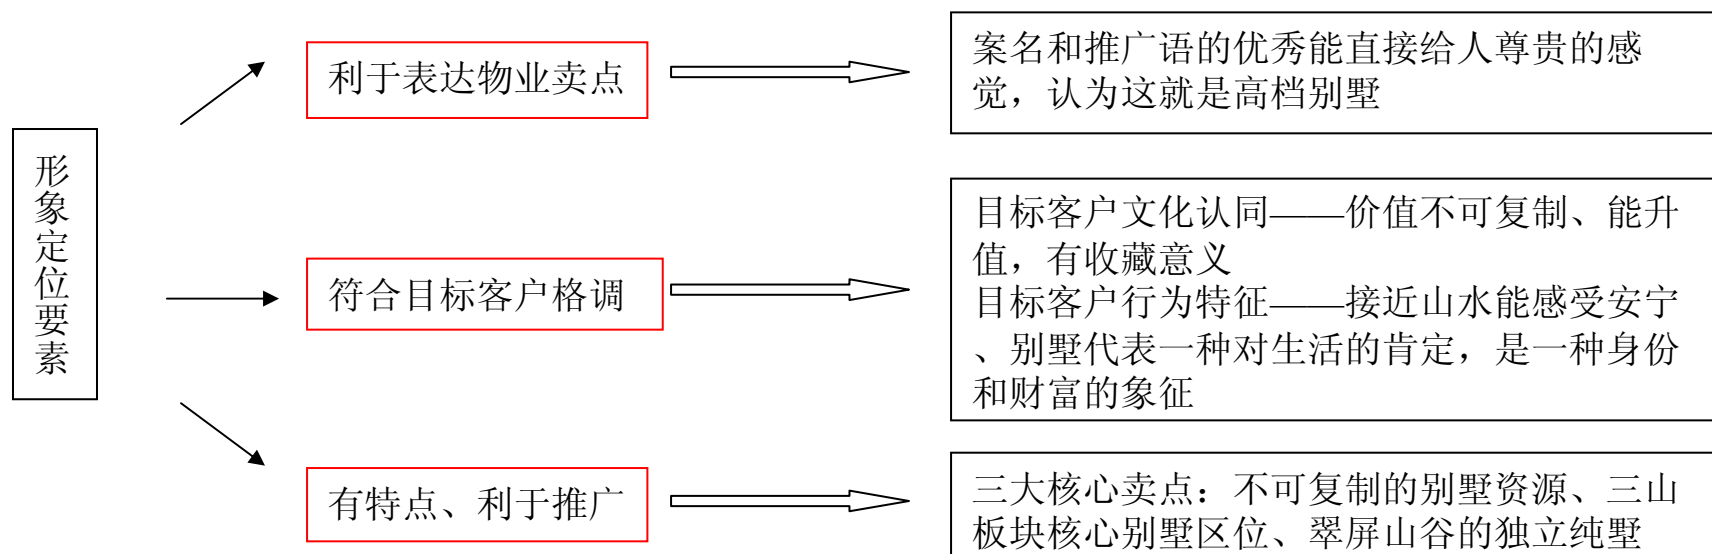 形象定位要素
利于表达物业卖点
案名和推广语的优秀能直接给人尊贵的感
觉，认为这就是高档别墅
符合目标客户格调
目标客户文化认同——价值不可复制、能升
值，有收藏意义
目标客户行为特征——接近山水能感受安宁
、别墅代表一种对生活的肯定，是一种身份
和财富的象征
有特点、利于推广
三大核心卖点：不可复制的别墅资源、三山
板块核心别墅区位、翠屏山谷的独立纯墅